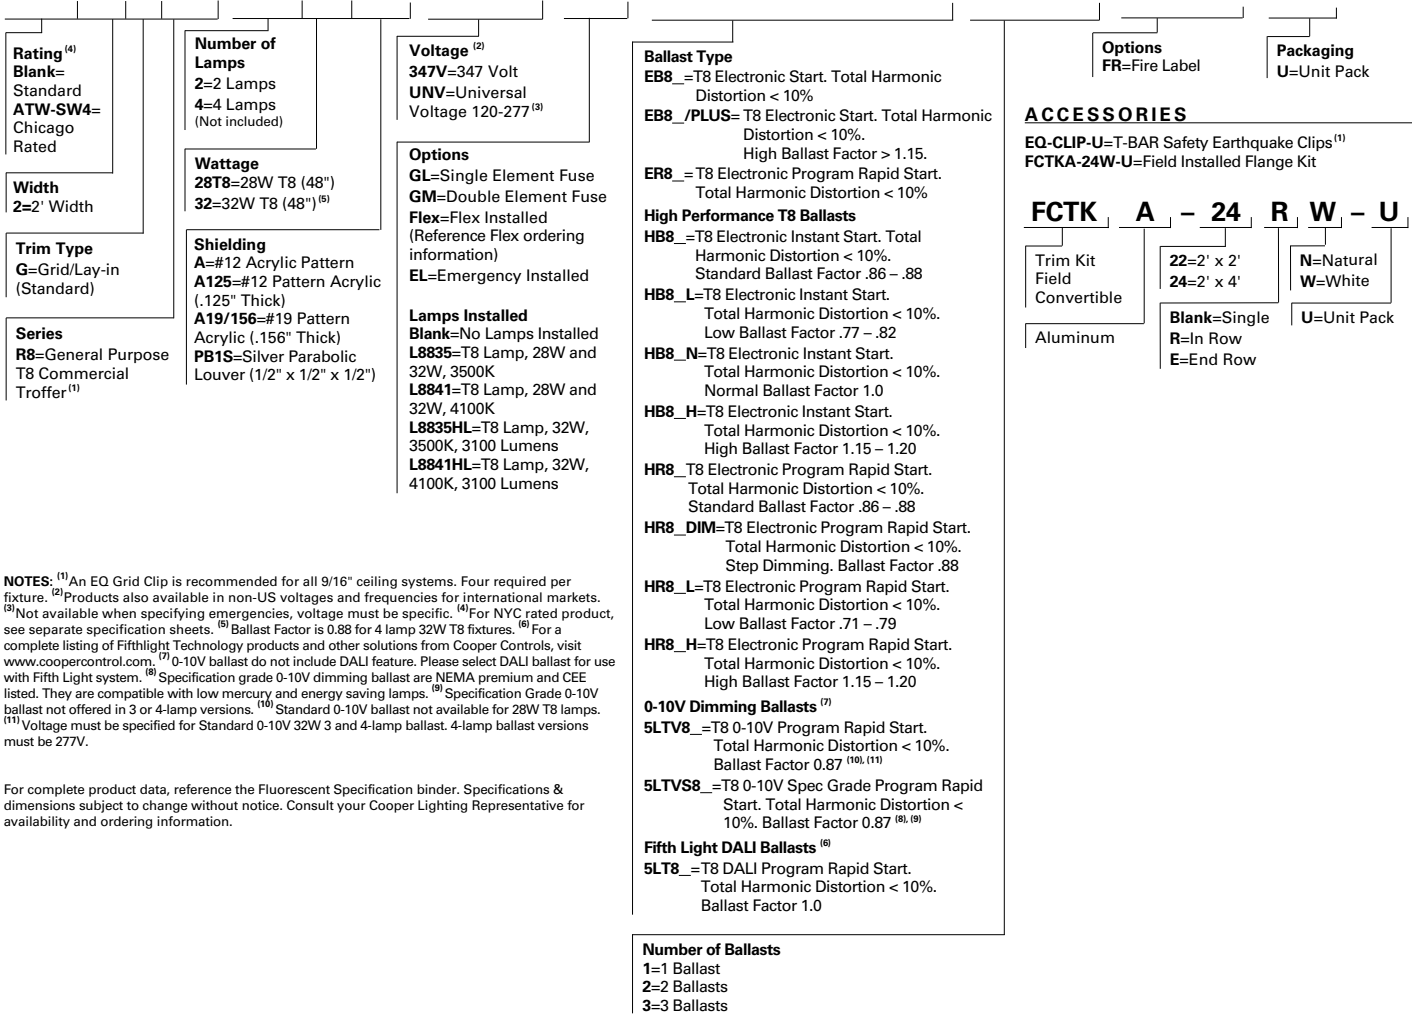 Rating (4)
Blank=
Standard
ATW-SW4=
Chicago
Rated
Width
2=2' Width
Trim Type
G=Grid/Lay-in
(Standard)
Series
R8=General Purpose
T8 Commercial
Troffer (1)
Number of
Lamps
2=2 Lamps
4=4 Lamps
(Not included)
Wattage
28T8=28W T8 (48")
32=32W T8 (48") (5)
Shielding
A=#12 Acrylic Pattern
A125=#12 Pattern Acrylic
(.125" Thick)
A19/156=#19 Pattern
Acrylic (.156" Thick)
PB1S=Silver Parabolic
Louver (1/2" x 1/2" x 1/2")
Voltage (2)
347V=347 Volt
UNV=Universal
Voltage 120-277 (3)
Options
GL=Single Element Fuse
GM=Double Element Fuse
Flex=Flex Installed
(Reference Flex ordering
information)
EL=Emergency Installed
Lamps Installed
Blank=No Lamps Installed
L8835=T8 Lamp, 28W and
32W, 3500K
L8841=T8 Lamp, 28W and
32W, 4100K
L8835HL=T8 Lamp, 32W,
3500K, 3100 Lumens
L8841HL=T8 Lamp, 32W,
4100K, 3100 Lumens
Ballast Type
EB8_=T8 Electronic Start. Total Harmonic
Distortion < 10%
EB8_/PLUS= T8 Electronic Start. Total Harmonic
Distortion < 10%.
High Ballast Factor > 1.15.
ER8_= T8 Electronic Program Rapid Start.
Total Harmonic Distortion < 10%
High Performance T8 Ballasts
HB8_=T8 Electronic Instant Start. Total
Harmonic Distortion < 10%.
Standard Ballast Factor .86 – .88
HB8_L=T8 Electronic Instant Start.
Total Harmonic Distortion < 10%.
Low Ballast Factor .77 – .82
HB8_N=T8 Electronic Instant Start.
Total Harmonic Distortion < 10%.
Normal Ballast Factor 1.0
HB8_H=T8 Electronic Instant Start.
Total Harmonic Distortion < 10%.
High Ballast Factor 1.15 – 1.20
HR8_T8 Electronic Program Rapid Start.
Total Harmonic Distortion < 10%.
Standard Ballast Factor .86 – .88
HR8_DIM=T8 Electronic Program Rapid Start.
Total Harmonic Distortion < 10%.
Step Dimming. Ballast Factor .88
HR8_L=T8 Electronic Program Rapid Start.
Total Harmonic Distortion < 10%.
Low Ballast Factor .71 – .79
HR8_H=T8 Electronic Program Rapid Start.
Total Harmonic Distortion < 10%.
High Ballast Factor 1.15 – 1.20
0-10V Dimming Ballasts (7)
5LTV8_=T8 0-10V Program Rapid Start.
Total Harmonic Distortion < 10%.
Ballast Factor 0.87 (10), (11)
5LTVS8_=T8 0-10V Spec Grade Program Rapid
Start. Total Harmonic Distortion <
10%. Ballast Factor 0.87 (8), (9)
Fifth Light DALI Ballasts (6)
5LT8_=T8 DALI Program Rapid Start.
Total Harmonic Distortion < 10%.
Ballast Factor 1.0
Number of Ballasts
1=1 Ballast
2=2 Ballasts
3=3 Ballasts
Options
FR=Fire Label
Packaging
U=Unit Pack
ACCESSORIES
EQ-CLIP-U=T-BAR Safety Earthquake Clips (1)
FCTKA-24W-U=Field Installed Flange Kit
FCTK A – 24 R W – U
Trim Kit
Field
Convertible
Aluminum
22=2' x 2'
24=2' x 4'
Blank=Single
R=In Row
E=End Row
N=Natural
W=White
U=Unit Pack
NOTES: (1)An EQ Grid Clip is recommended for all 9/16" ceiling systems. Four required per
fixture. (2)Products also available in non-US voltages and frequencies for international markets.
(3)Not available when specifying emergencies, voltage must be specific. (4)For NYC rated product,
see separate specification sheets. (5) Ballast Factor is 0.88 for 4 lamp 32W T8 fixtures. (6) For a
complete listing of Fifthlight Technology products and other solutions from Cooper Controls, visit
www.coopercontrol.com. (7) 0-10V ballast do not include DALI feature. Please select DALI ballast for use
with Fifth Light system. (8) Specification grade 0-10V dimming ballast are NEMA premium and CEE
listed. They are compatible with low mercury and energy saving lamps. (9) Specification Grade 0-10V
ballast not offered in 3 or 4-lamp versions. (10) Standard 0-10V ballast not available for 28W T8 lamps.
(11) Voltage must be specified for Standard 0-10V 32W 3 and 4-lamp ballast. 4-lamp ballast versions
must be 277V.
For complete product data, reference the Fluorescent Specification binder. Specifications &
dimensions subject to change without notice. Consult your Cooper Lighting Representative for
availability and ordering information.